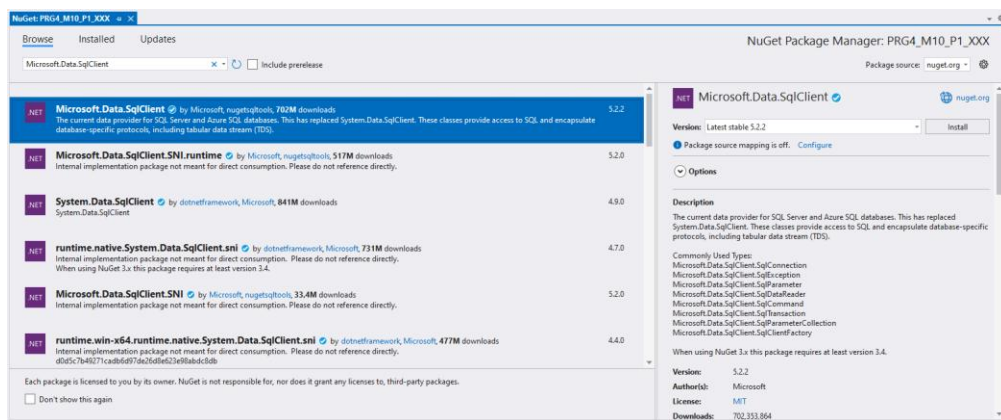 NuGet: PRG4_M10_P1_XXX
Browse Installed Updates
NuGet Package Manager: PRG4_M10_P1_XXX
Microsoft.Data.SqlClient
Include prerelease
Package source: nuget.org
.NET
Microsoft.Data.SqlClient by Microsoft, nugetsqltools, 702M downloads
5.2.2
The current data provider for SQL Server and Azure SQL databases. This has replaced System.Data.SqlClient. These classes provide access to SQL and encapsulate
database-specific protocols, including tabular data stream (TDS).
.NET
Microsoft.Data.SqlClient.SNI.runtime by Microsoft, nugetsqltools, 517M downloads
5.2.0
Internal implementation package not meant for direct consumption. Please do not reference directly.
.NET
System.Data.SqlClient by dotnetframework, Microsoft, 841M downloads
4.9.0
System.Data.SqlClient
.NET
runtime.native.System.Data.SqlClient.sni by dotnetframework, Microsoft, 731M downloads
4.7.0
Internal implementation package not meant for direct consumption. Please do not reference directly.
When using NuGet 3.x this package requires at least version 3.4.
.NET
Microsoft.Data.SqlClient.SNI by Microsoft, nugetsqltools, 33,4M downloads
5.2.0
Internal implementation package not meant for direct consumption. Please do not reference directly.
.NET
runtime.win-x64.runtime.native.System.Data.SqlClient.sni by dotnetframework, Microsoft, 477M downloads
4.4.0
Internal implementation package not meant for direct consumption. Please do not reference directly.
Each package is licensed to you by its owner. NuGet is not responsible for, nor does it grant any licenses to, third-party packages.
Don't show this again
.NET
Microsoft.Data.SqlClient
nuget.org
Version: Latest stable 5.2.2
Install
Package source mapping is off. Configure
Options
Description
The current data provider for SQL Server and Azure SQL databases. This has replaced
System.Data.SqlClient. These classes provide access to SQL and encapsulate database-specific
protocols, including tabular data stream (TDS).
Commonly Used Types:
Microsoft.Data.SqlClient.SqlConnection
Microsoft.Data.SqlClient.SqlException
Microsoft.Data.SqlClient.SqlParameter
Microsoft.Data.SqlClient.SqlDataReader
Microsoft.Data.SqlClient.SqlCommand
Microsoft.Data.SqlClient.SqlTransaction
Microsoft.Data.SqlClient.SqlParameterCollection
Microsoft.Data.SqlClient.SqlClientFactory
When using NuGet 3.x this package requires at least version 3.4.
Version: 5.2.2
Author(s): Microsoft
License: MIT
Downloads: 702,353,864